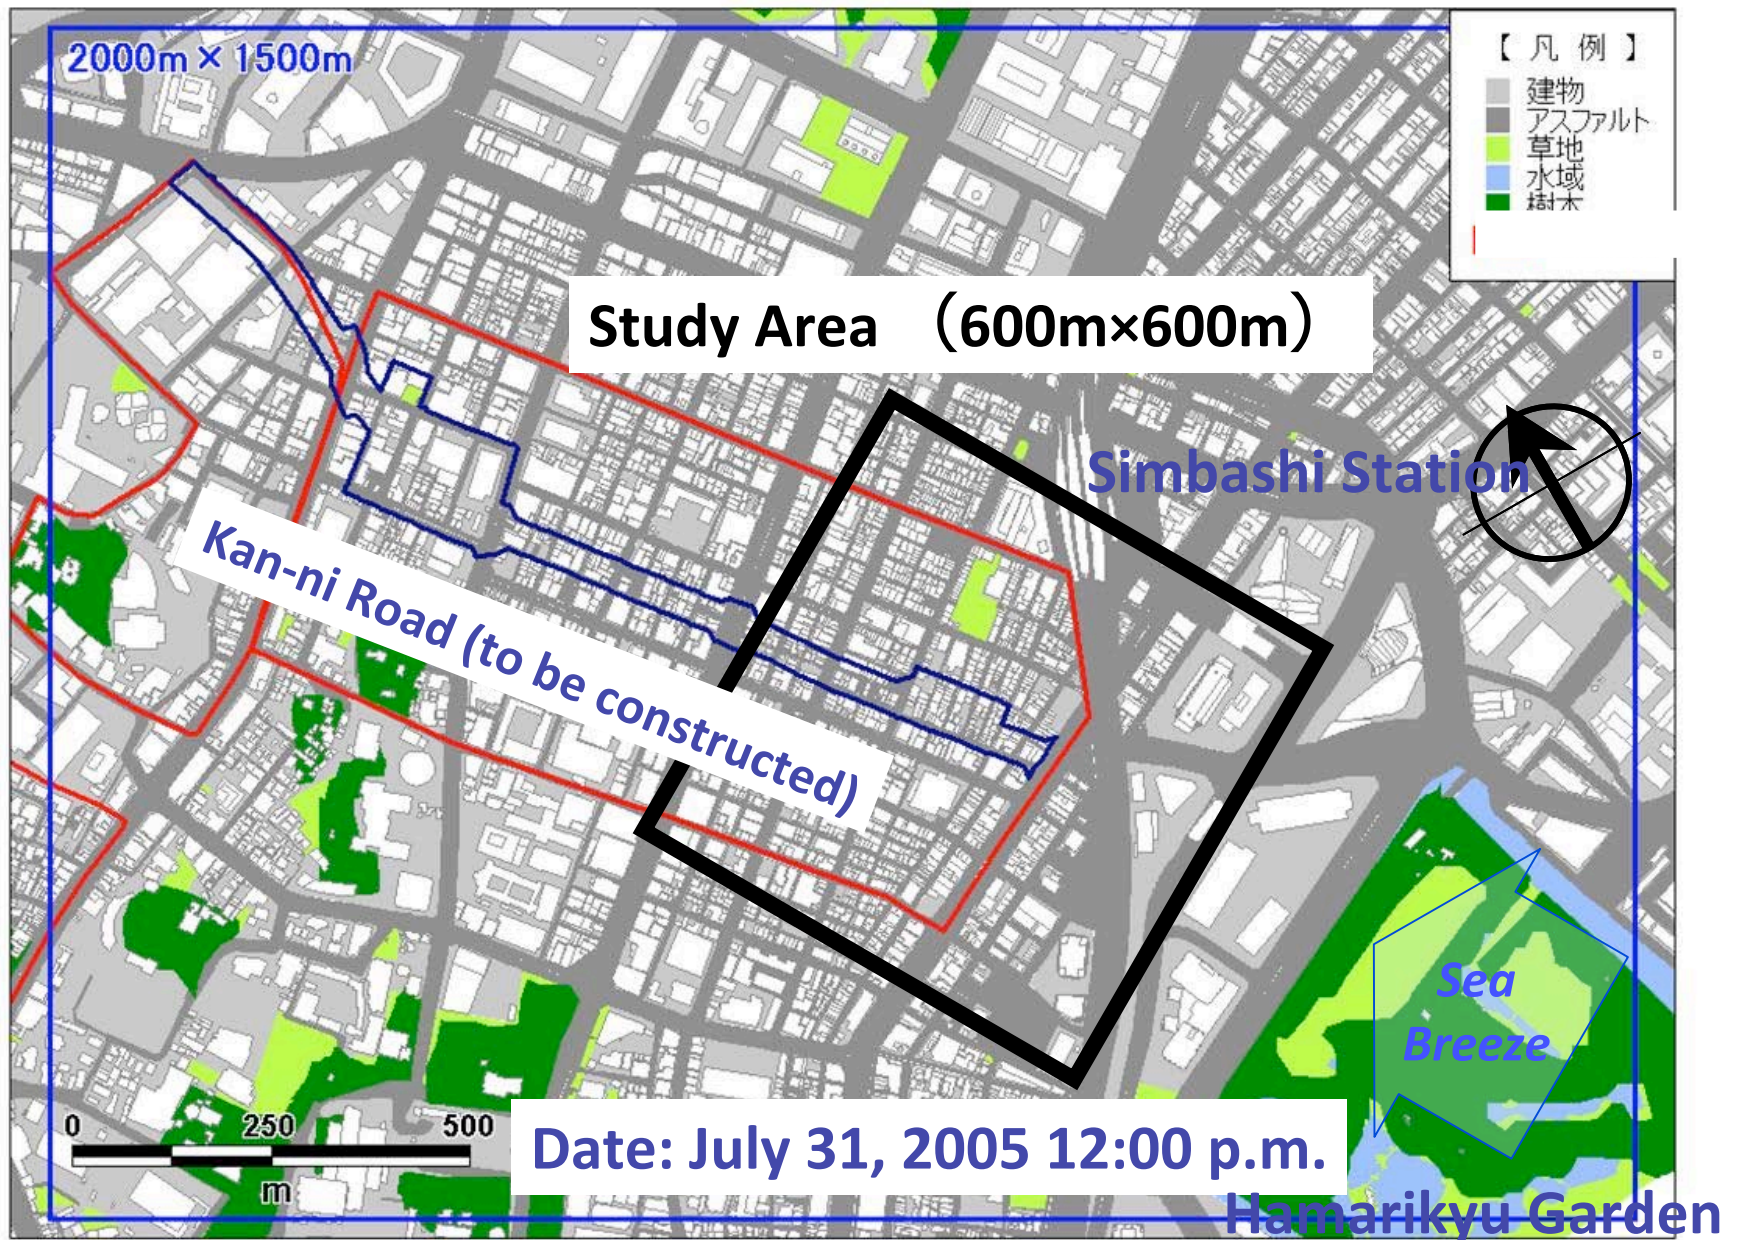 2000m × 1500m
【 凡 例 】
建物
アスファルト
草地
水域
樹木
Study Area （600m×600m）
Simbashi Station
Kan-ni Road (to be constructed)
Sea
Breeze
0 250 500
m
Date: July 31, 2005 12:00 p.m.
Hamarikyu Garden